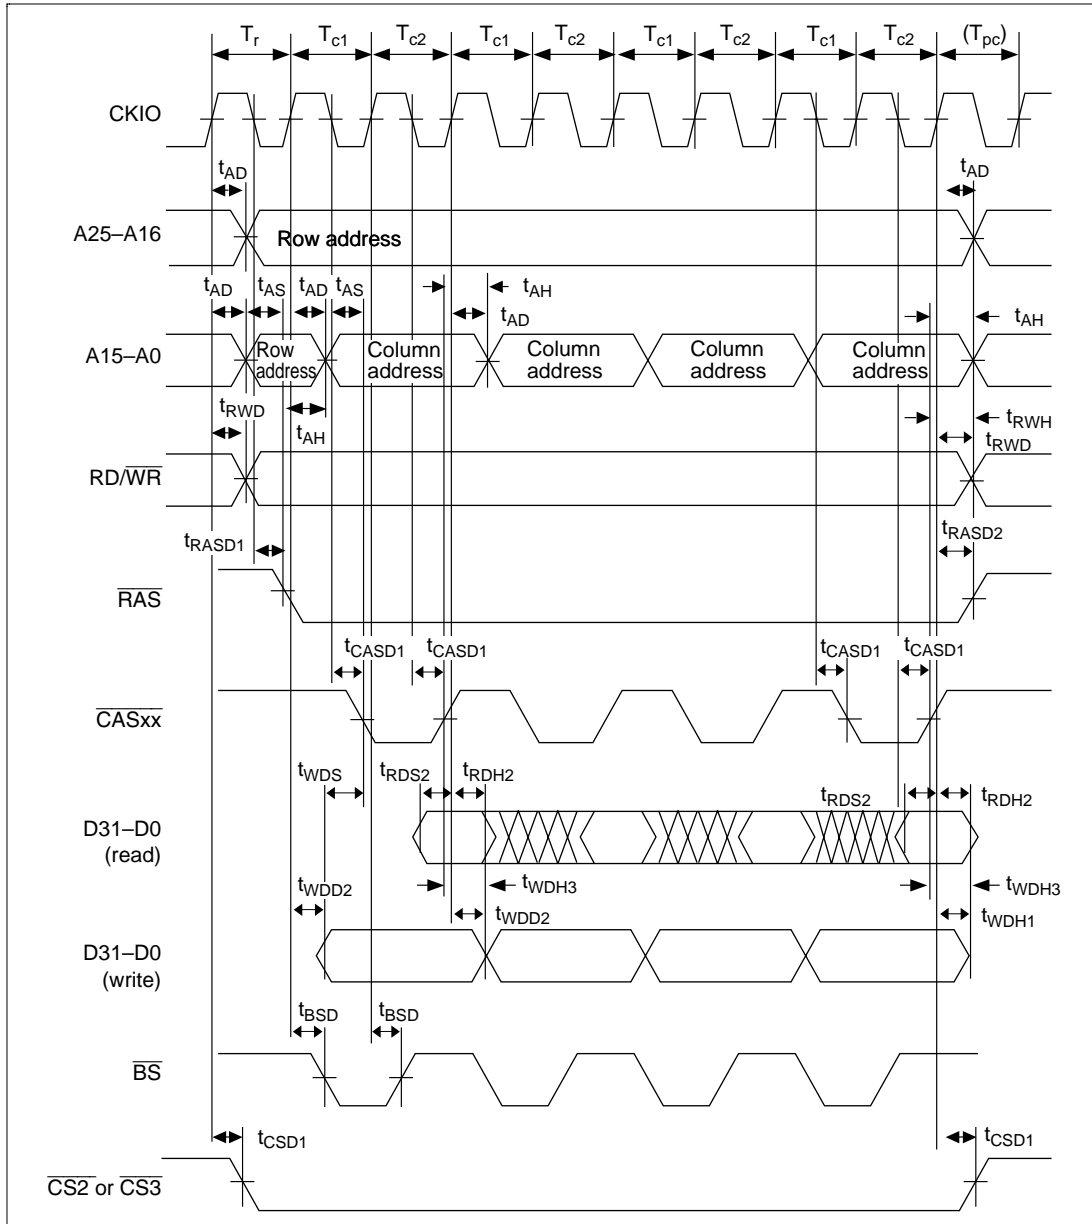 Tr Tc1 Tc2 Tc1 Tc2 Tc1 Tc2 Tc1 Tc2 (Tpc)
CKIO
tAD tAD
A25–A16 Row address
tAD tAS tAD tAS tAH
tAD tAH
A15–A0 Row address Column address Column address Column address Column address
tRWD tAH tRWH
tRWD
RD/WR
tRASD1 tRASD2
RAS
tCASD1 tCASD1 tCASD1 tCASD1
CASxx
tWDS tRDS2 tRDH2 tRDS2 tRDH2
D31–D0
(read)
tWDD2 tWDH3 tWDH3
tWDD2 tWDH1
D31–D0
(write)
tBSD tBSD
BS
tCSD1 tCSD1
CS2 or CS3